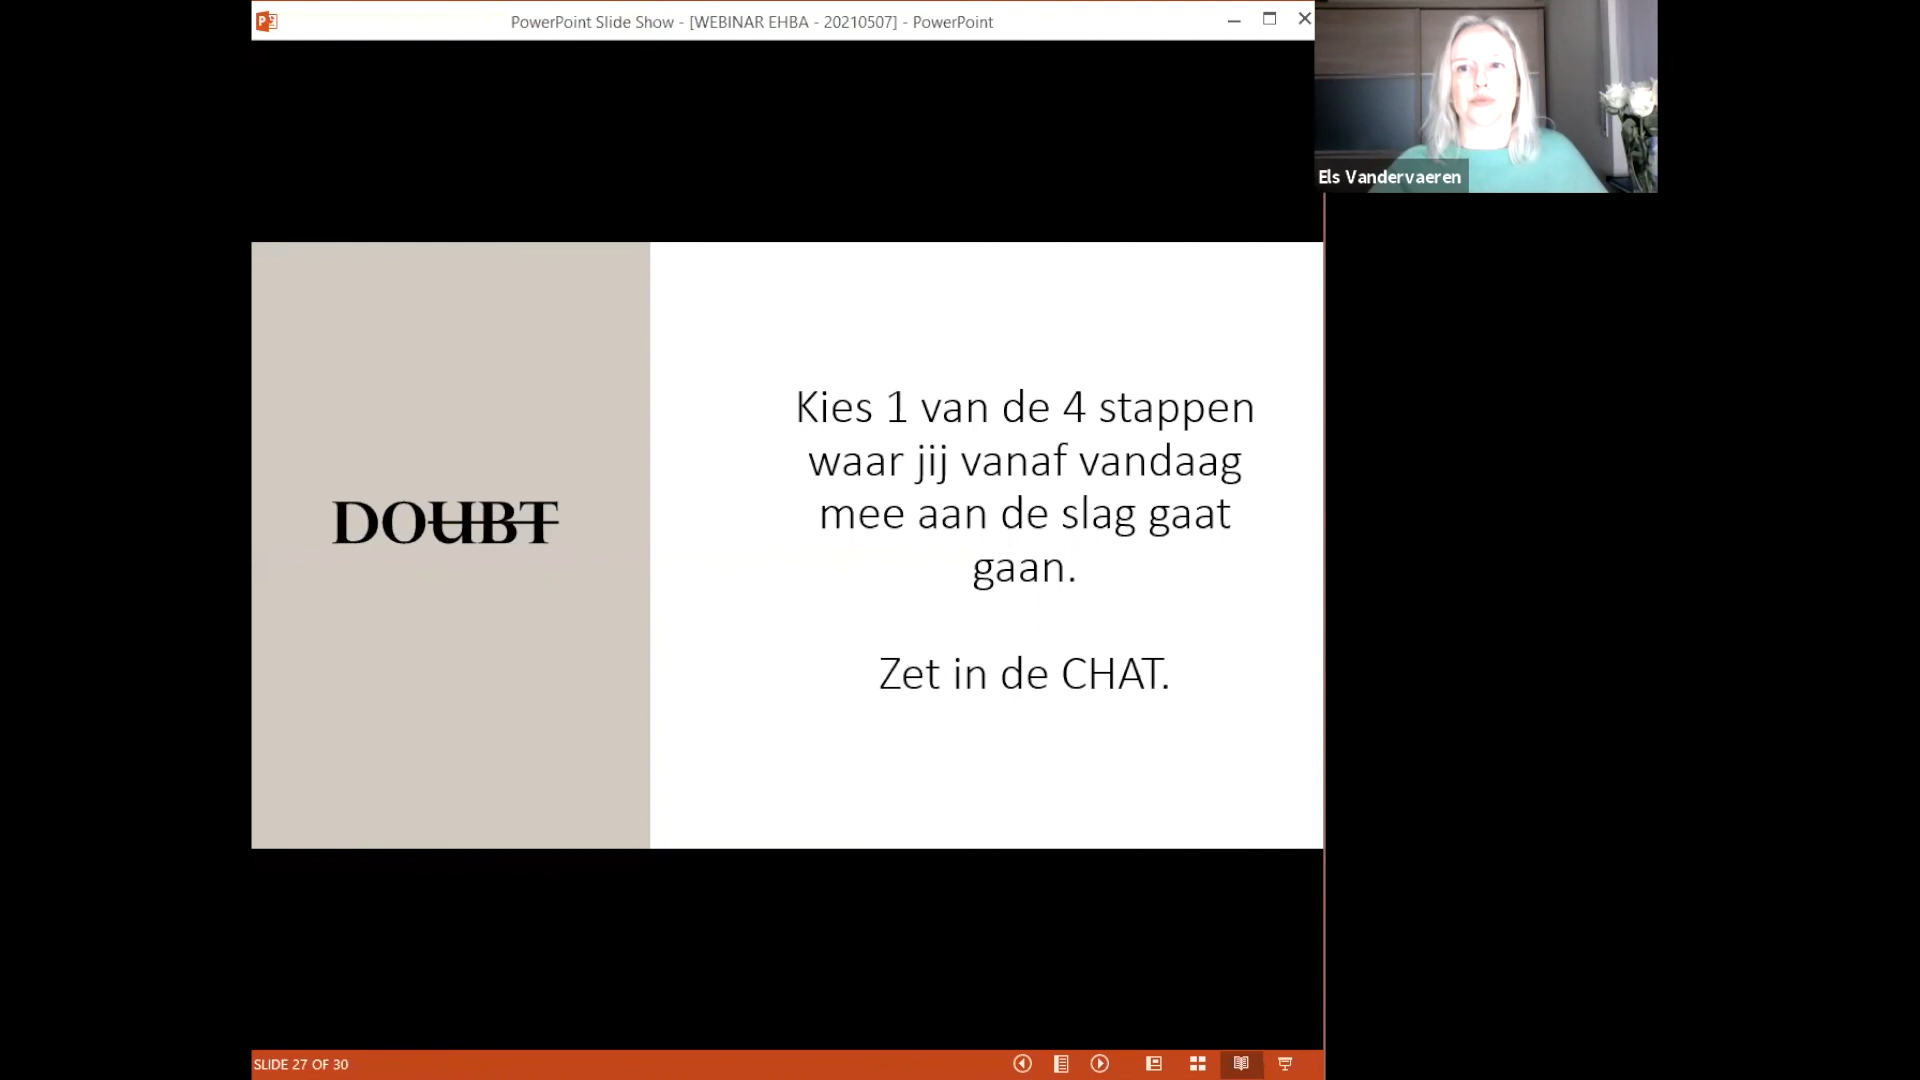 PowerPoint Slide Show - [WEBINAR EHBA - 20210507] - PowerPoint
Els Vandervaeren
DOUBT
Kies 1 van de 4 stappen
waar jij vanaf vandaag
mee aan de slag gaat
gaan.
Zet in de CHAT.
SLIDE 27 OF 30